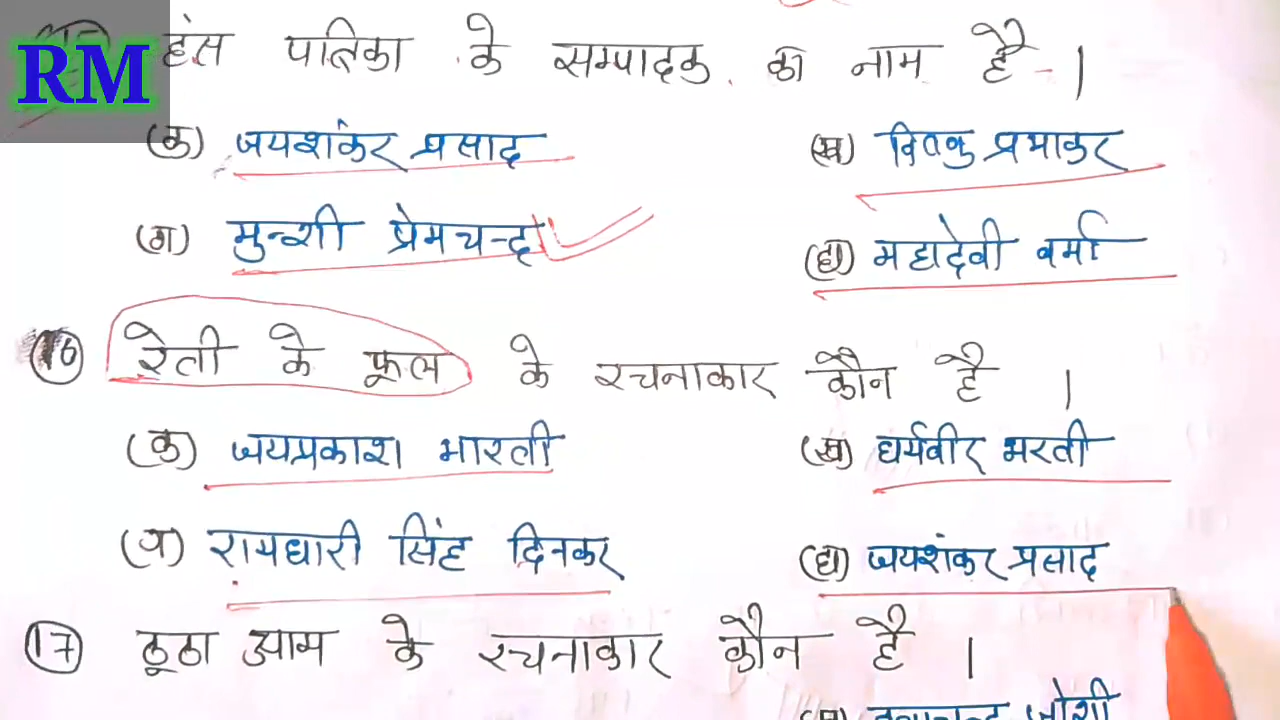 RM
हंस पत्रिका के सम्पादक का नाम है - ।
(क) जयशंकर प्रसाद (ख) विष्णु प्रभाकर
(ग) मुन्शी प्रेमचन्द (घ) महादेवी वर्मा
16 रेती के फूल के रचनाकार कौन है ।
(क) जयप्रकाश भारती (ख) धर्मवीर भरती
(ग) रामधारी सिंह दिनकर (घ) जयशंकर प्रसाद
17 ठूठा आम के रचनाकार कौन है ।
जोशी